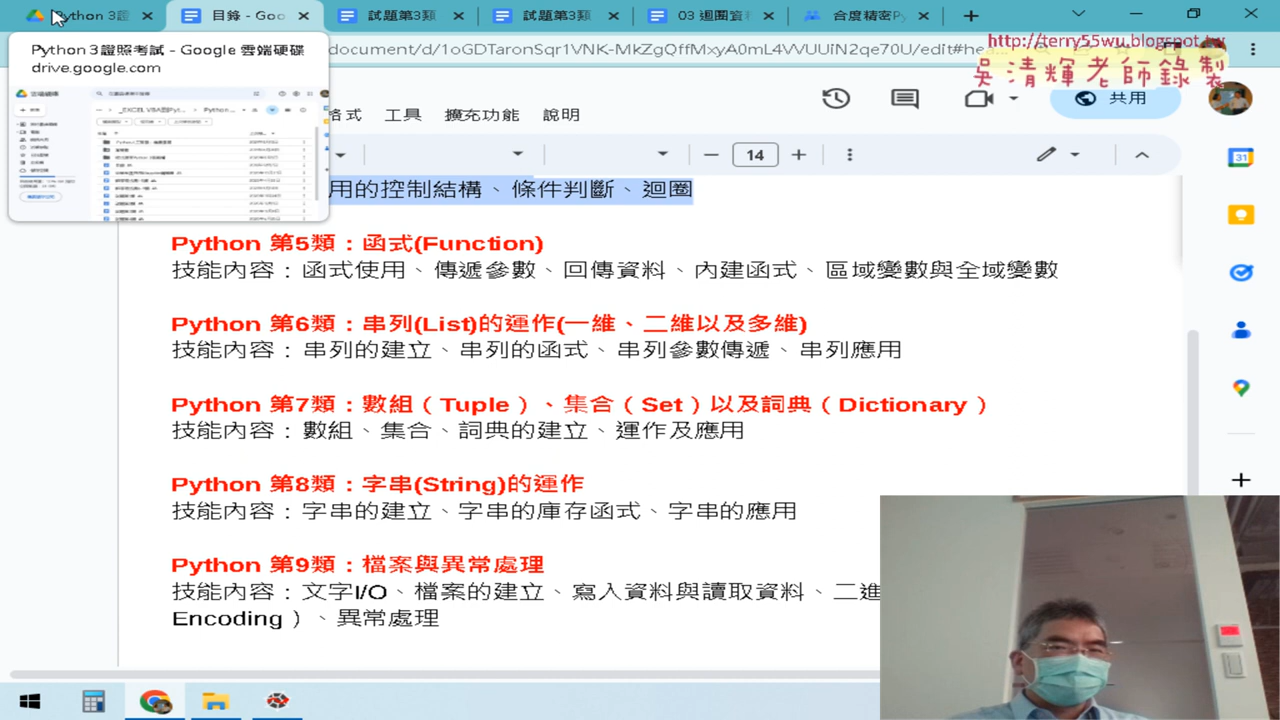 Python 3證
目錄 - Goo
試題第3類
試題第3類
03 迴圈資料
合度精密Py
Python 3證照考試 - Google 雲端硬碟
drive.google.com
document/d/1oGDTaronSqr1VNK-MkZgQffMxyA0mL4VVUUiN2qe70U/edit#hea
http://terry55wu.blogspot.tw
吳清輝老師錄製
格式 工具 擴充功能 說明
共用
14
31
用的控制結構、條件判斷、迴圈
Python 第5類：函式(Function)
技能內容：函式使用、傳遞參數、回傳資料、內建函式、區域變數與全域變數
Python 第6類：串列(List)的運作(一維、二維以及多維)
技能內容：串列的建立、串列的函式、串列參數傳遞、串列應用
Python 第7類：數組（Tuple）、集合（Set）以及詞典（Dictionary）
技能內容：數組、集合、詞典的建立、運作及應用
Python 第8類：字串(String)的運作
技能內容：字串的建立、字串的庫存函式、字串的應用
Python 第9類：檔案與異常處理
技能內容：文字I/O、檔案的建立、寫入資料與讀取資料、二進
Encoding）、異常處理